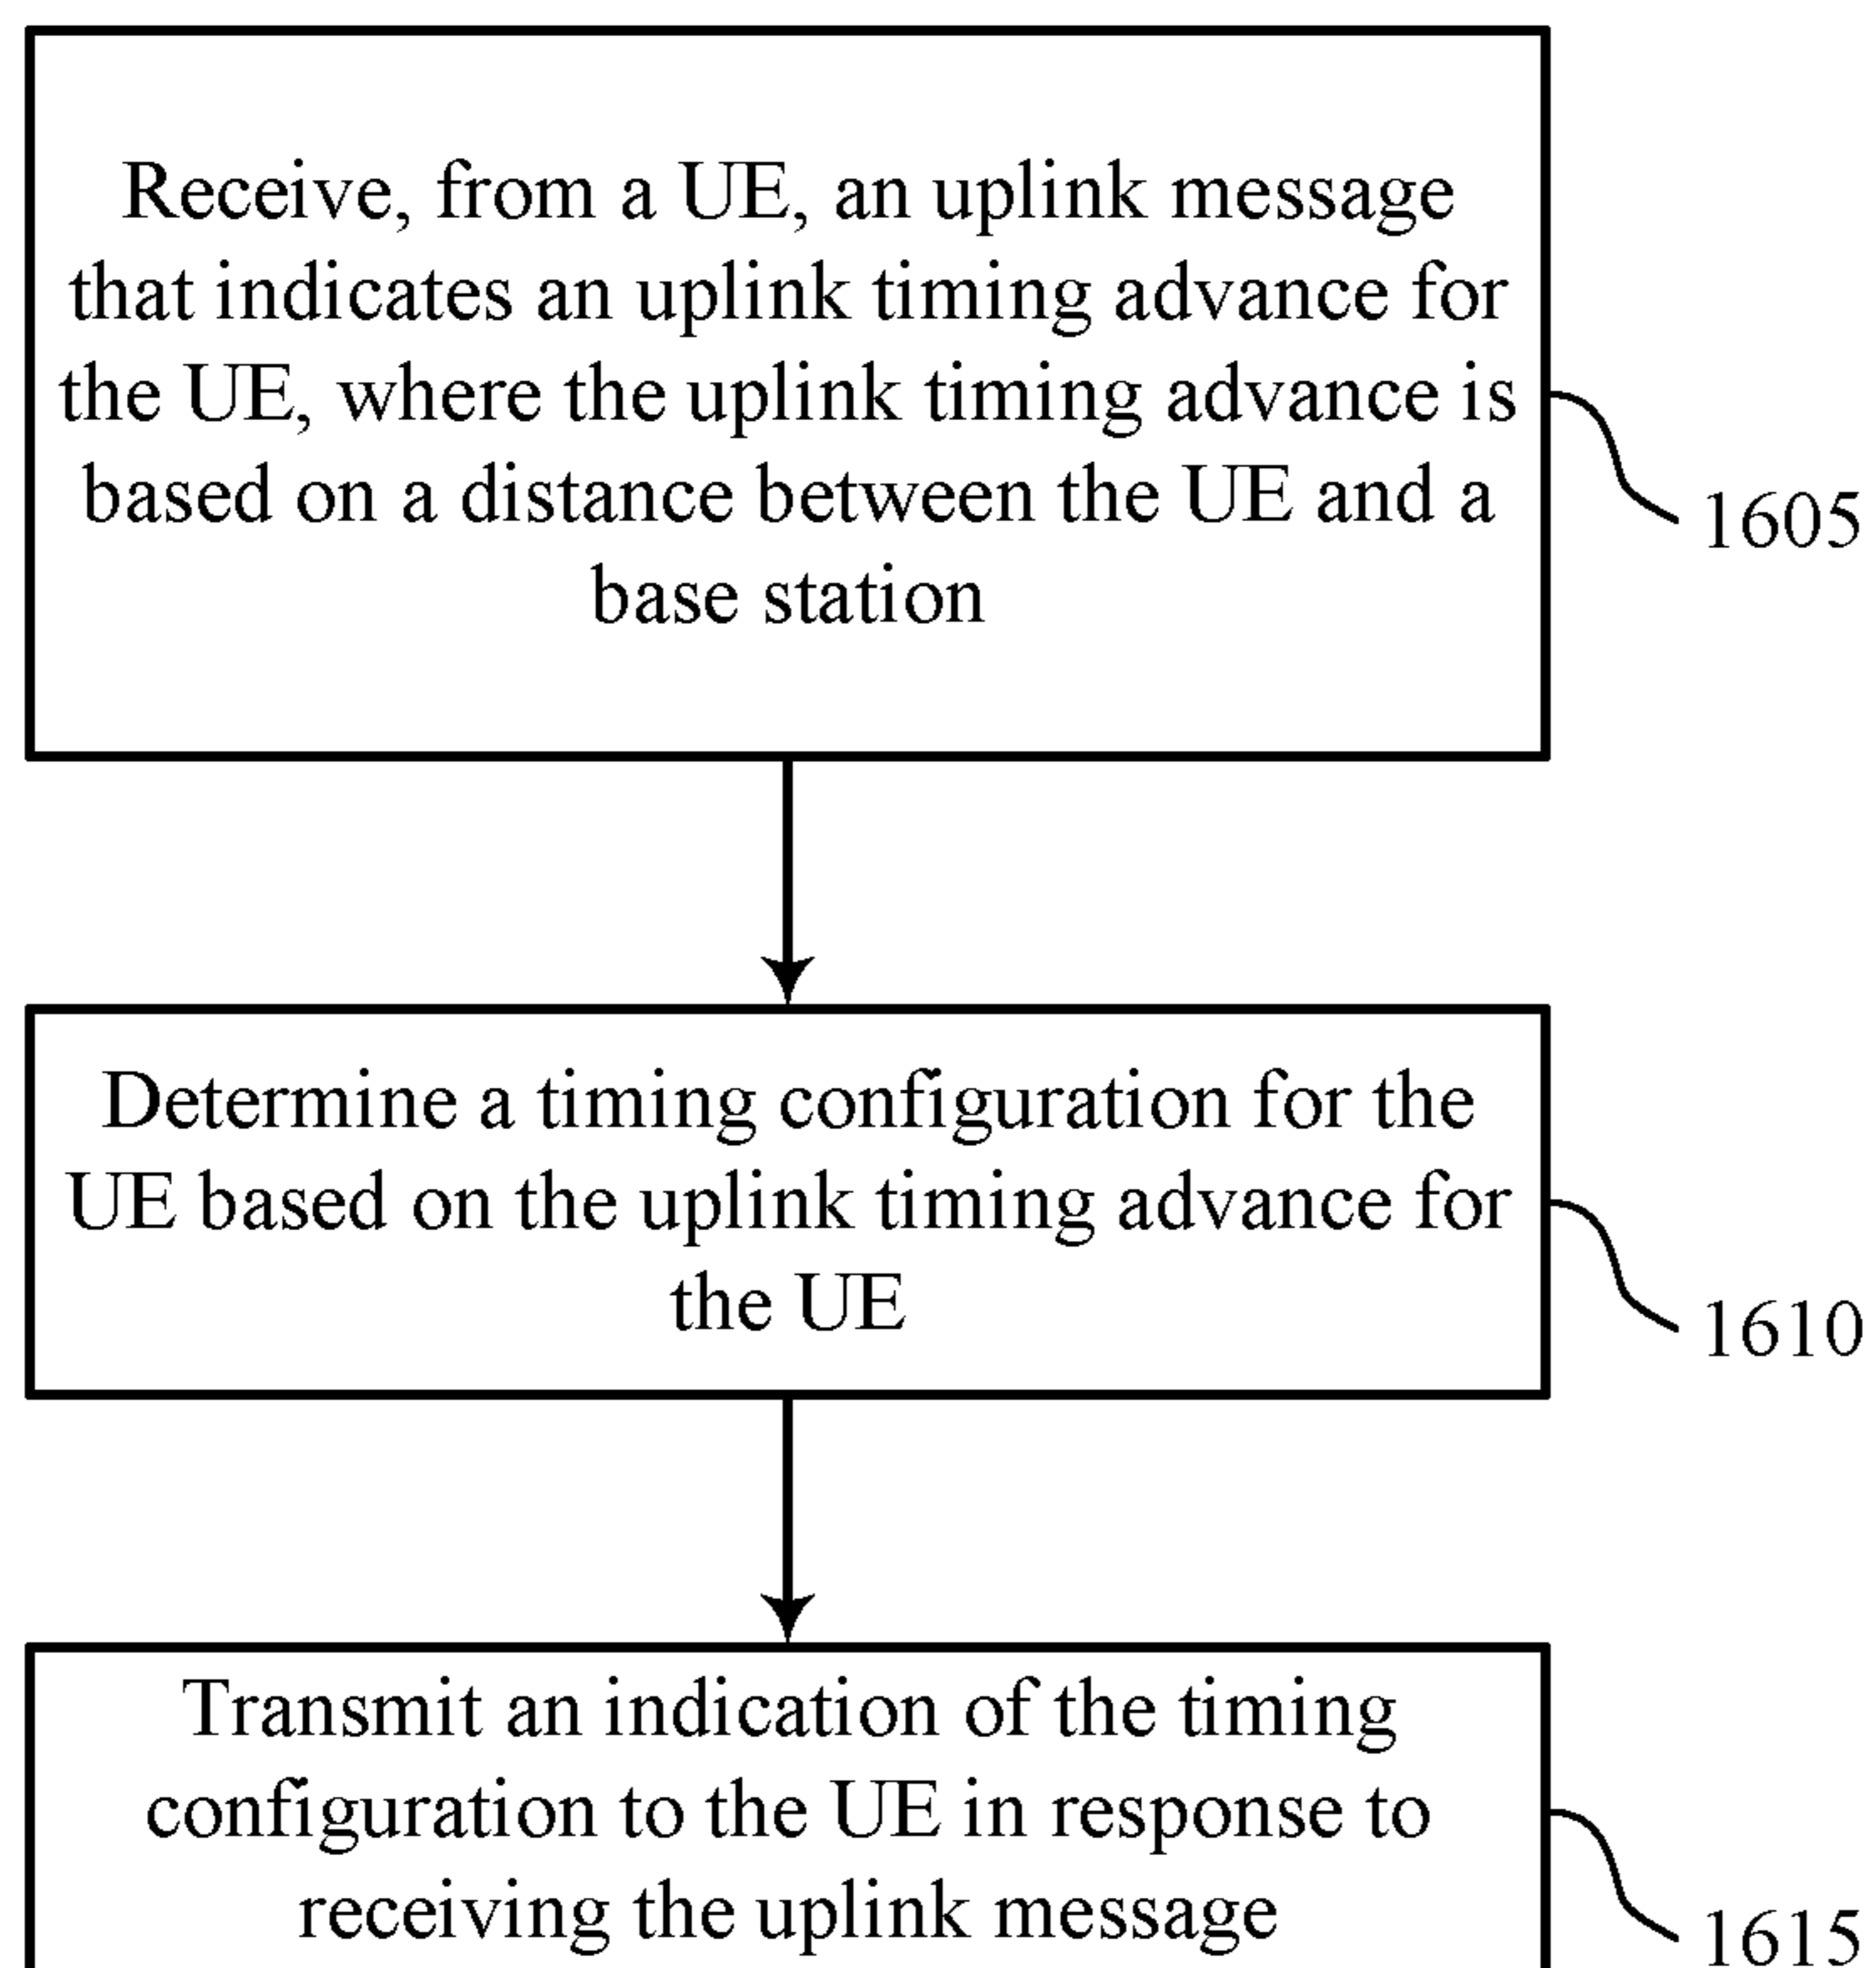 Receive, from a UE, an uplink message
that indicates an uplink timing advance for
the UE, where the uplink timing advance is
based on a distance between the UE and a
base station
1605
Determine a timing configuration for the
UE based on the uplink timing advance for
the UE
1610
Transmit an indication of the timing
configuration to the UE in response to
receiving the uplink message
1615